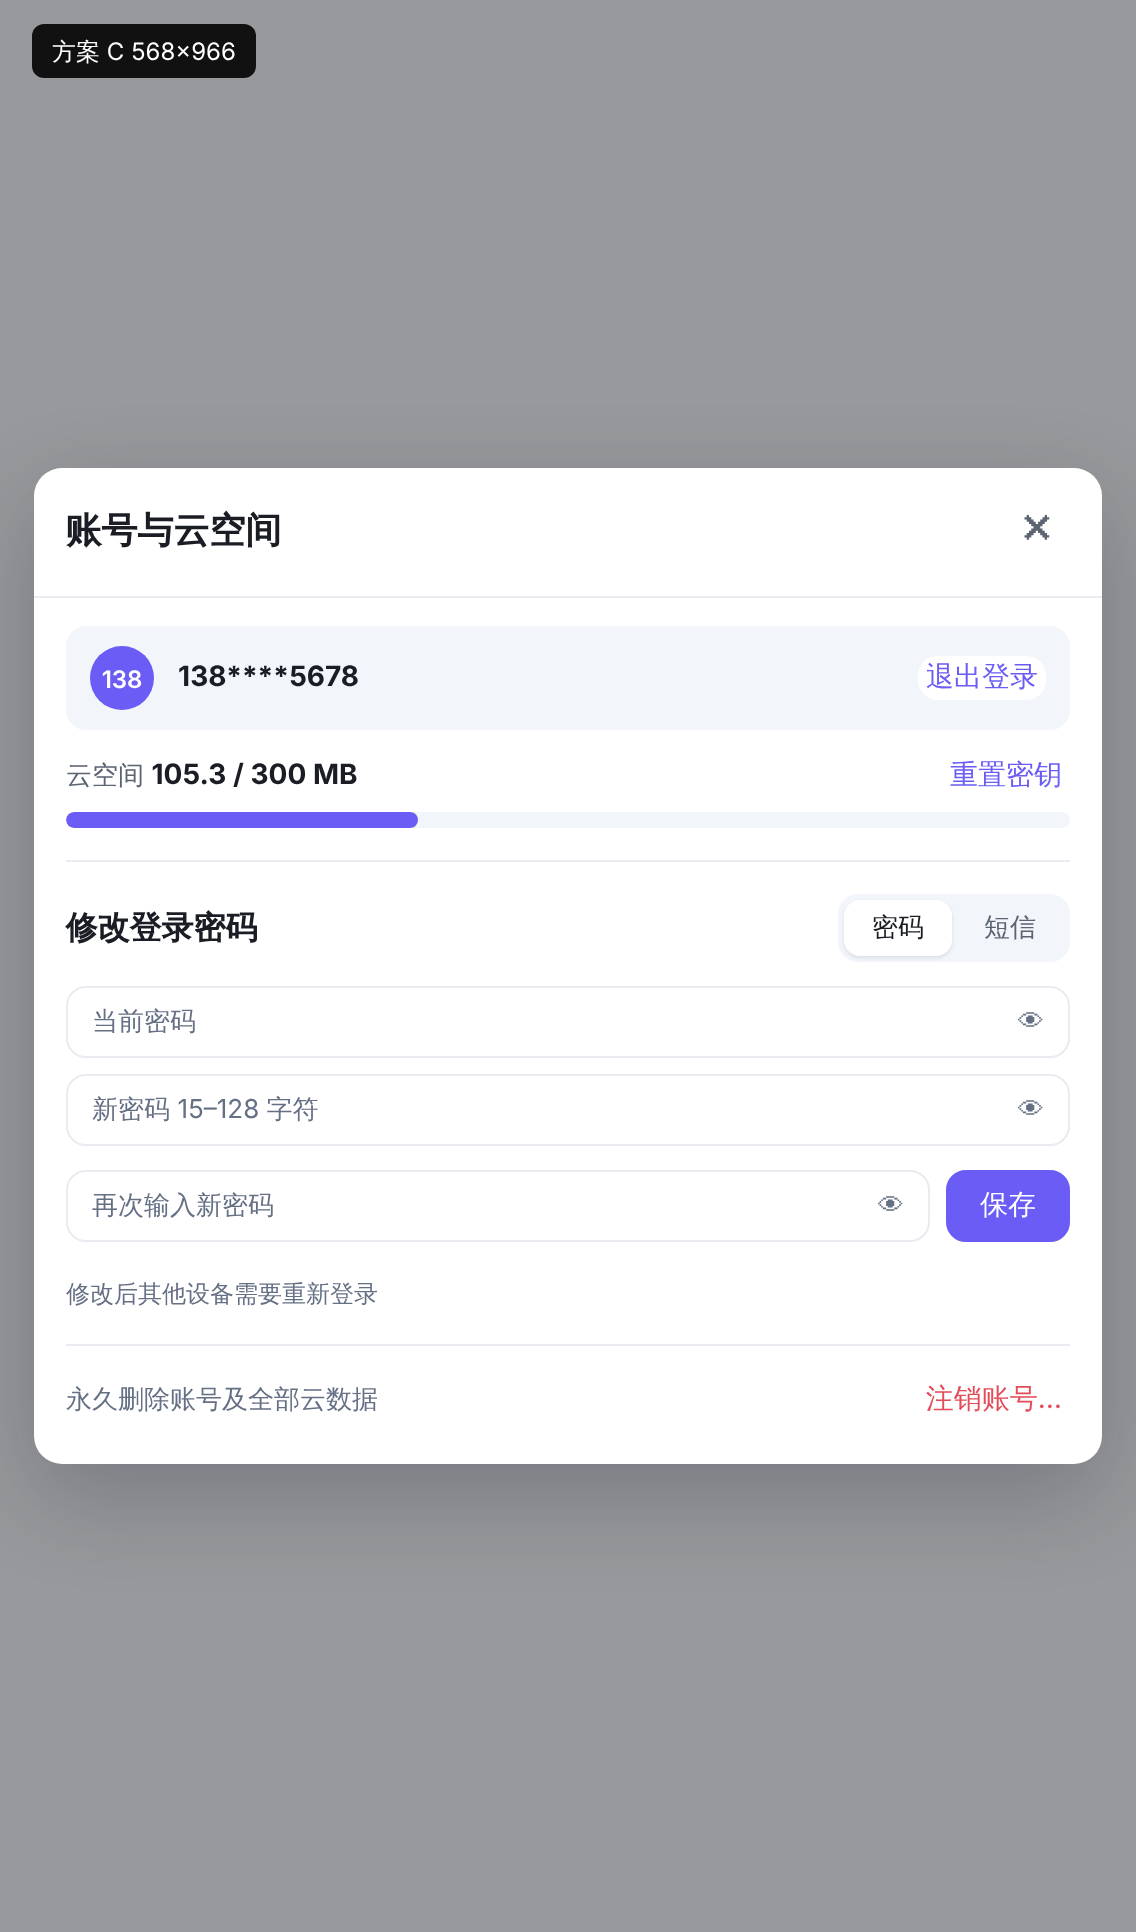 方案 C 568×966
账号与云空间
138 138****5678 退出登录
云空间 105.3 / 300 MB 重置密钥
修改登录密码 密码 短信
当前密码
新密码 15–128 字符
再次输入新密码 保存
修改后其他设备需要重新登录
永久删除账号及全部云数据 注销账号...